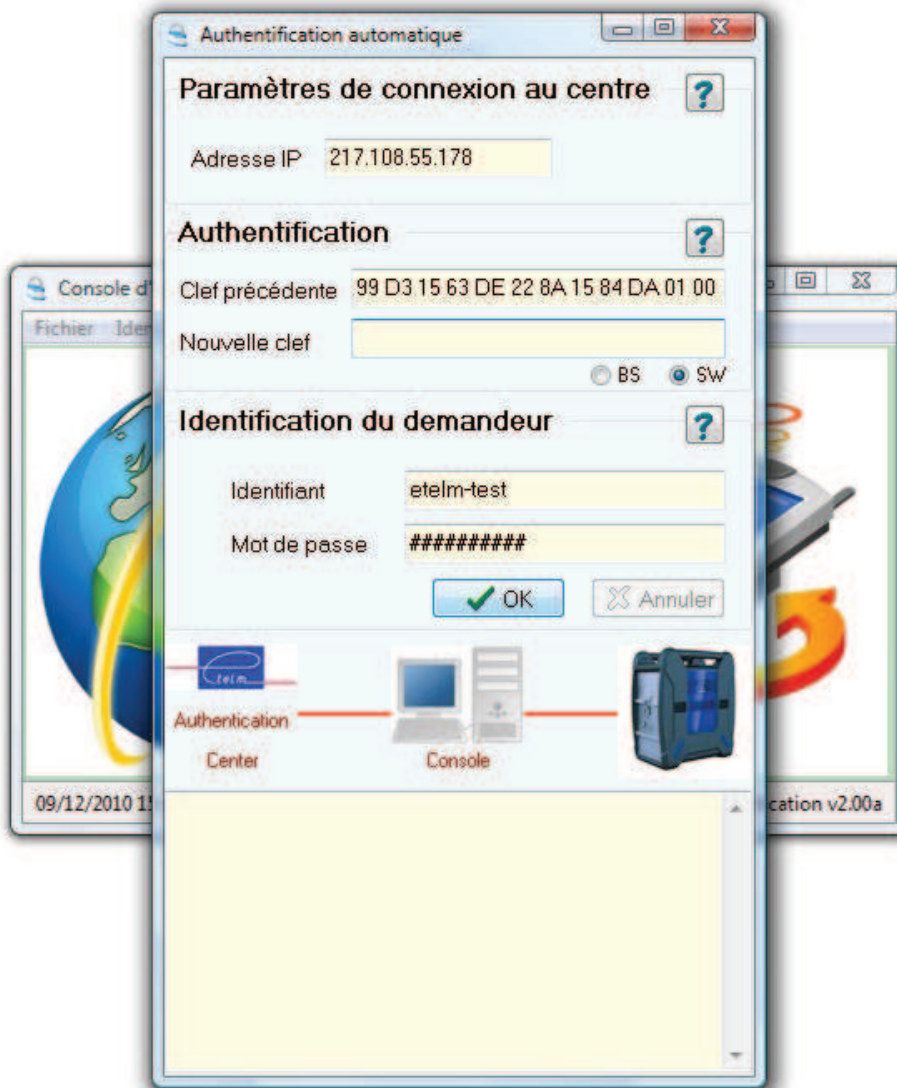 Authentification automatique
Paramètres de connexion au centre
?
Adresse IP 217.108.55.178
Authentification
?
Clef précédente 99 D3 15 63 DE 22 8A 15 84 DA 01 00
Nouvelle clef
BS SW
Identification du demandeur
?
Identifiant etelm-test
Mot de passe ##########
OK Annuler
etelm
Authentication
Center
Console
Console d'
Fichier Iden
09/12/2010 15
cation v2.00a